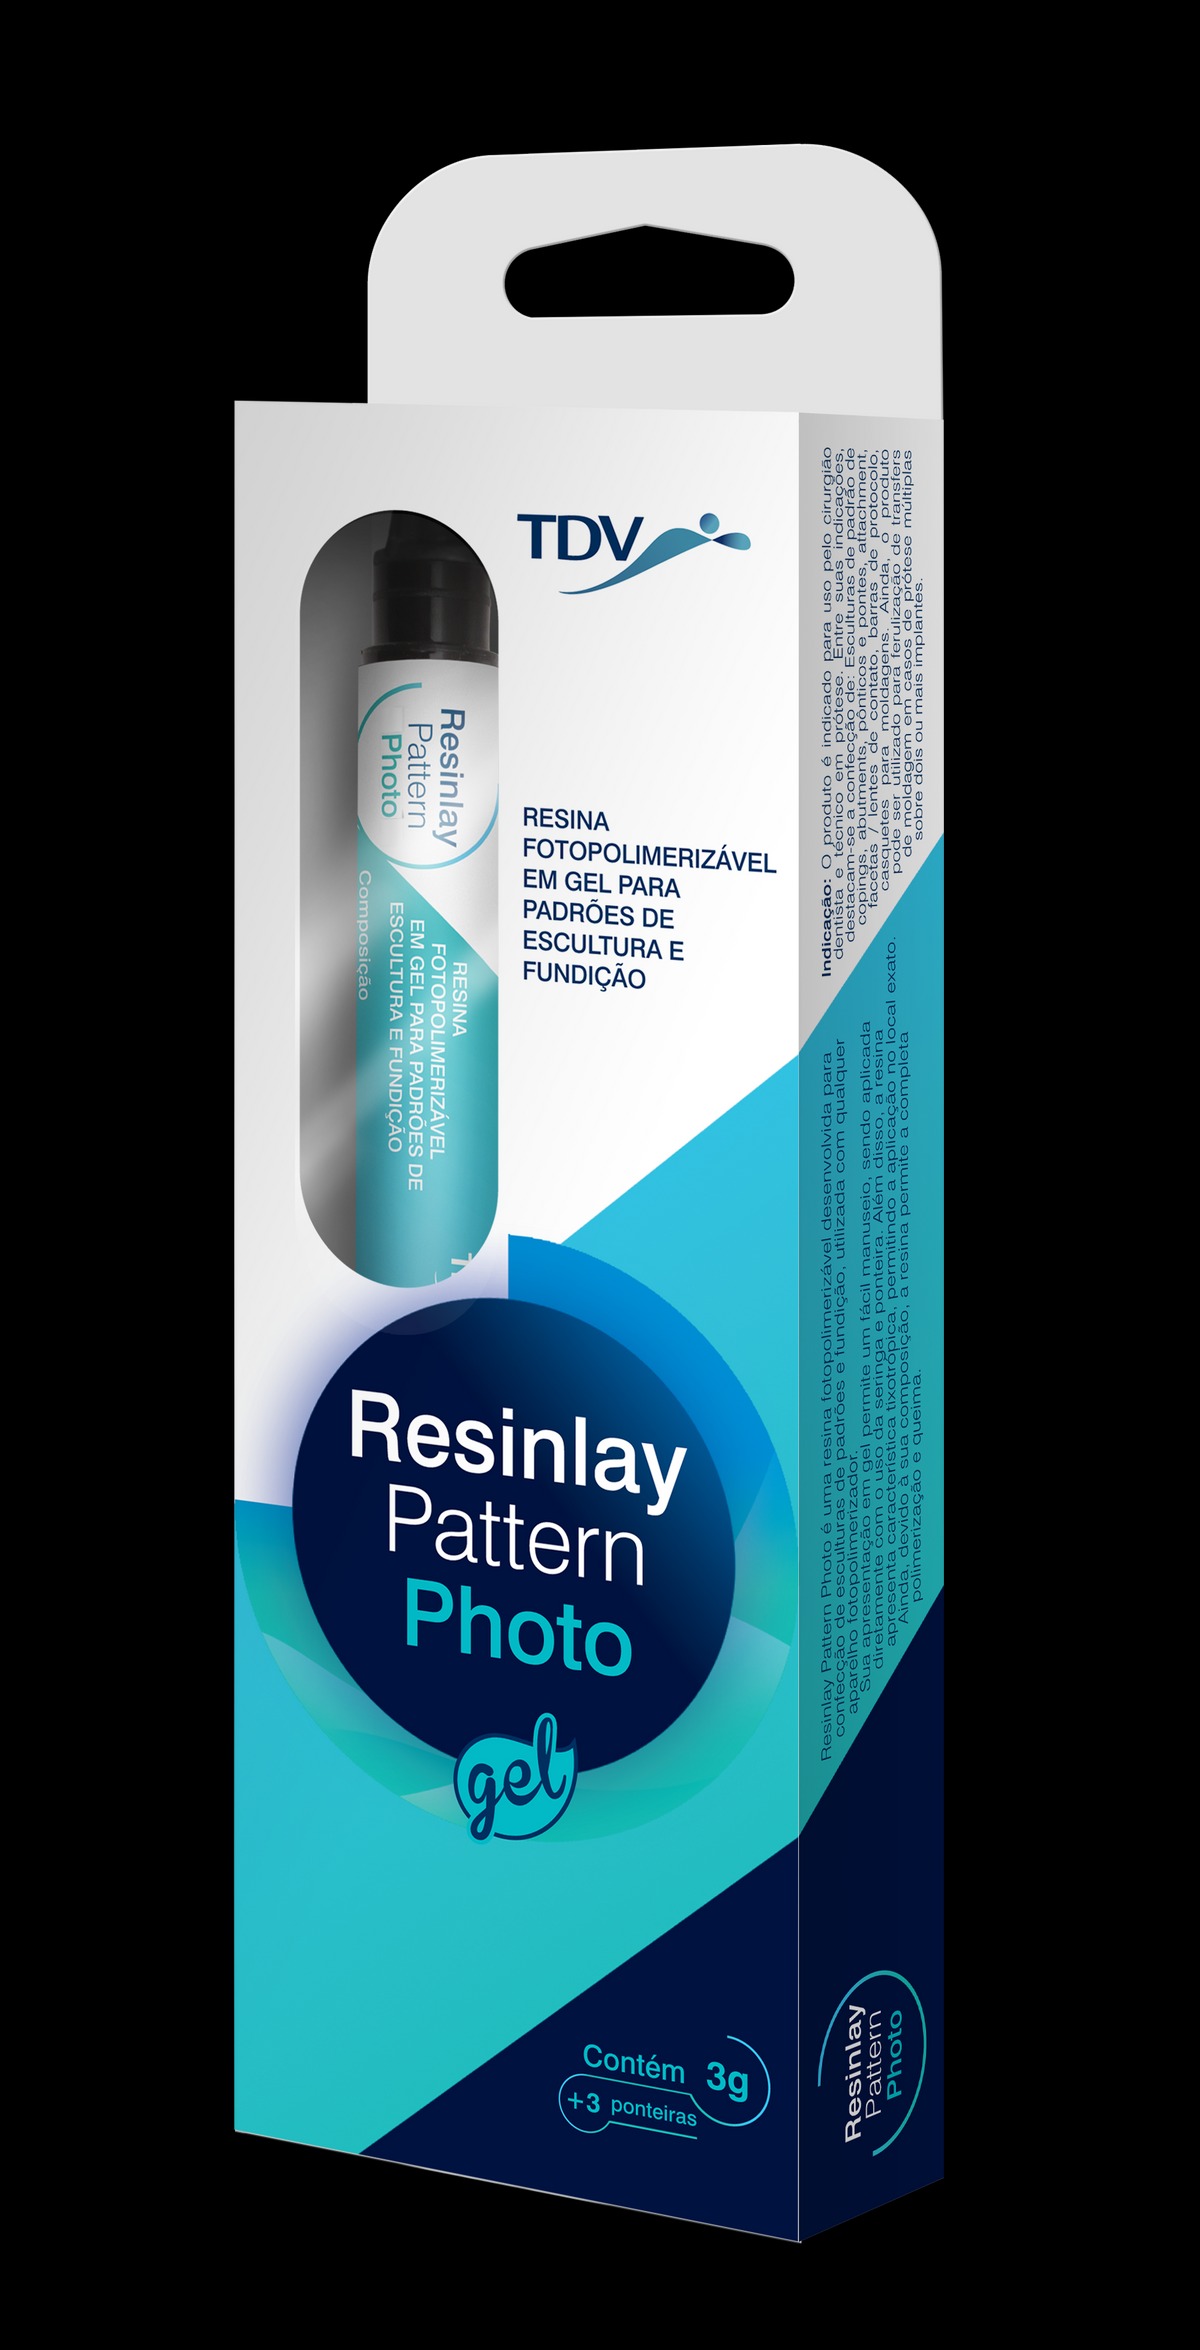 TDV
RESINA
FOTOPOLIMERIZÁVEL
EM GEL PARA
PADRÕES DE
ESCULTURA E
FUNDIÇÃO
Resinlay
Pattern
Photo
RESINA
FOTOPOLIMERIZÁVEL
EM GEL PARA PADRÕES DE
ESCULTURA E FUNDIÇÃO
Composição
Resinlay
Pattern
Photo
gel
Contém 3g
+3 ponteiras
Indicação: O produto é indicado para uso pelo cirurgião
dentista e técnico em prótese. Entre suas indicações,
destacam-se a confecção de: Esculturas de padrão de
copings, abutments, pônticos e pontes, attachment,
facetas / lentes de contato, barras de protocolo,
casquetes para moldagens. Ainda, o produto
pode ser utilizado para ferulização de transfers
de moldagem em casos de prótese múltiplas
sobre dois ou mais implantes.
Resinlay Pattern Photo é uma resina fotopolimerizável desenvolvida para
confecção de esculturas de padrões e fundição, utilizada com qualquer
aparelho fotopolimerizador.
Sua apresentação em gel permite um fácil manuseio, sendo aplicada
diretamente com o uso da seringa e ponteira. Além disso, a resina
apresenta característica tixotrópica, permitindo a aplicação no local exato.
Ainda, devido à sua composição, a resina permite a completa
polimerização e queima.
Resinlay
Pattern
Photo